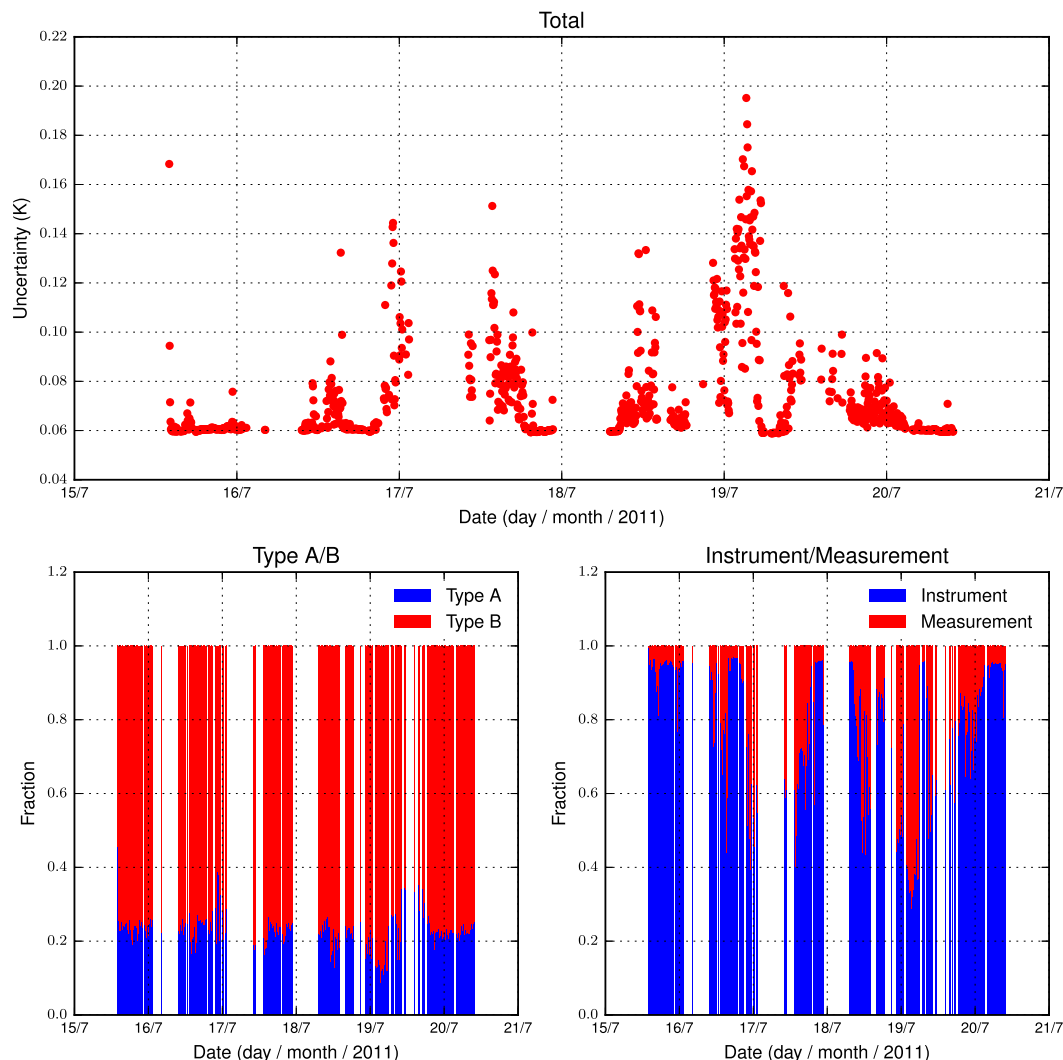 Total
0.22
0.20
0.18
0.16
0.14
0.12
0.10
0.08
0.06
0.04
Uncertainty (K)
15/7 16/7 17/7 18/7 19/7 20/7 21/7
Date (day / month / 2011)
Type A/B
1.2
1.0
0.8
0.6
0.4
0.2
0.0
Fraction
Type A
Type B
15/7 16/7 17/7 18/7 19/7 20/7 21/7
Date (day / month / 2011)
Instrument/Measurement
1.2
1.0
0.8
0.6
0.4
0.2
0.0
Fraction
Instrument
Measurement
15/7 16/7 17/7 18/7 19/7 20/7 21/7
Date (day / month / 2011)